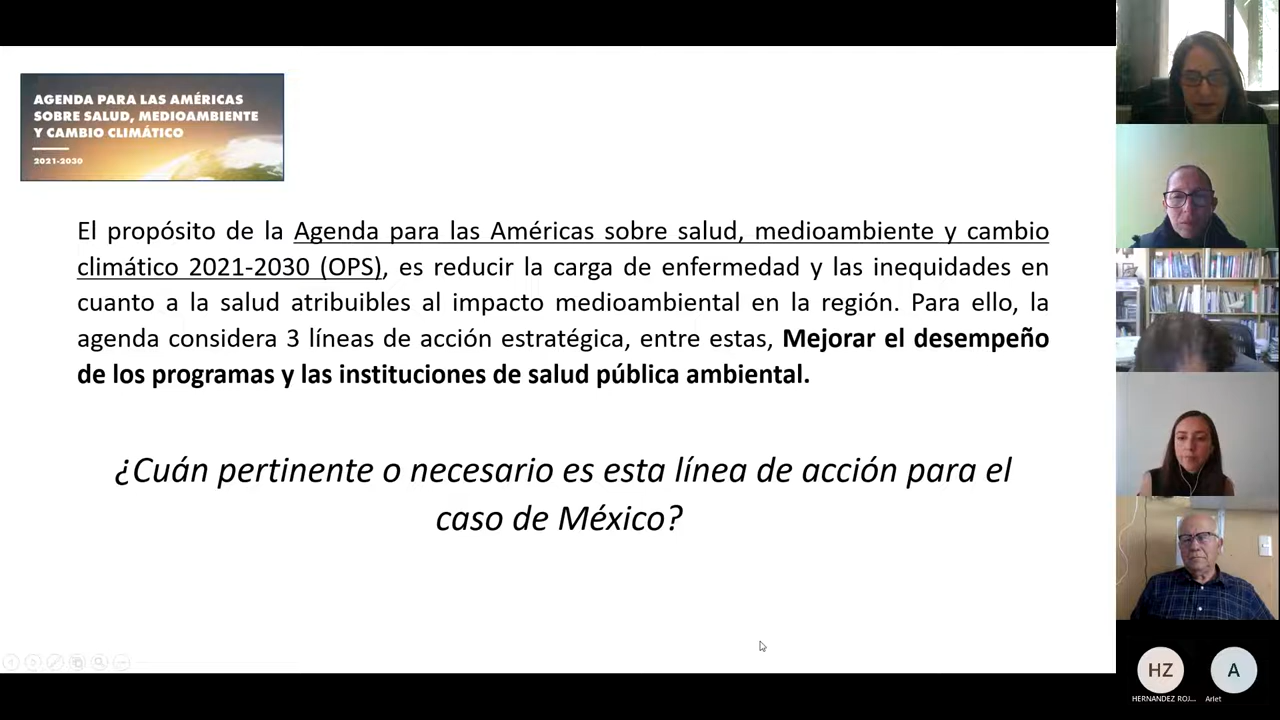 AGENDA PARA LAS AMÉRICAS
SOBRE SALUD, MEDIOAMBIENTE
Y CAMBIO CLIMÁTICO
2021-2030
El propósito de la Agenda para las Américas sobre salud, medioambiente y cambio
climático 2021-2030 (OPS), es reducir la carga de enfermedad y las inequidades en
cuanto a la salud atribuibles al impacto medioambiental en la región. Para ello, la
agenda considera 3 líneas de acción estratégica, entre estas, Mejorar el desempeño
de los programas y las instituciones de salud pública ambiental.
¿Cuán pertinente o necesario es esta línea de acción para el
caso de México?
HZ
HERNANDEZ ROJ...
A
Arlet